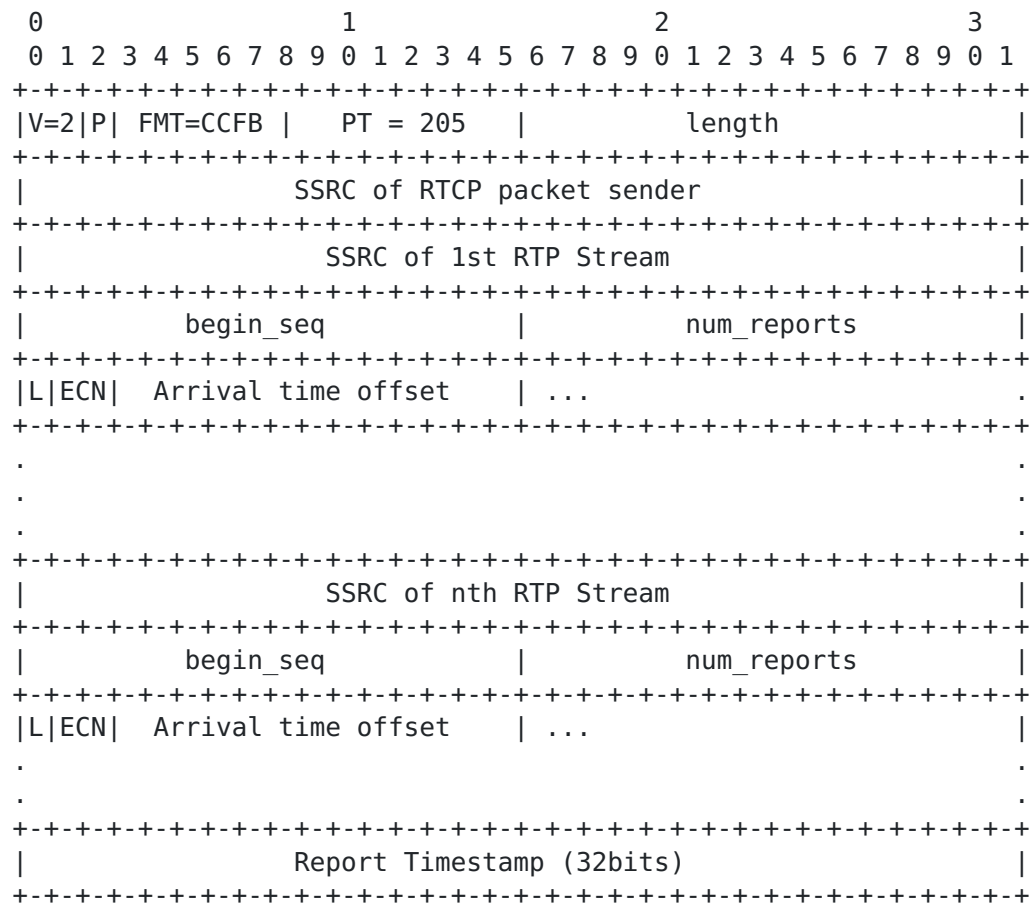 0                   1                   2                   3
 0 1 2 3 4 5 6 7 8 9 0 1 2 3 4 5 6 7 8 9 0 1 2 3 4 5 6 7 8 9 0 1
+-+-+-+-+-+-+-+-+-+-+-+-+-+-+-+-+-+-+-+-+-+-+-+-+-+-+-+-+-+-+-+-+
|V=2|P| FMT=CCFB |   PT = 205   |          length               |
+-+-+-+-+-+-+-+-+-+-+-+-+-+-+-+-+-+-+-+-+-+-+-+-+-+-+-+-+-+-+-+-+
|                 SSRC of RTCP packet sender                    |
+-+-+-+-+-+-+-+-+-+-+-+-+-+-+-+-+-+-+-+-+-+-+-+-+-+-+-+-+-+-+-+-+
|                   SSRC of 1st RTP Stream                      |
+-+-+-+-+-+-+-+-+-+-+-+-+-+-+-+-+-+-+-+-+-+-+-+-+-+-+-+-+-+-+-+-+
|          begin_seq            |          num_reports          |
+-+-+-+-+-+-+-+-+-+-+-+-+-+-+-+-+-+-+-+-+-+-+-+-+-+-+-+-+-+-+-+-+
|L|ECN|  Arrival time offset    | ...                           .
+-+-+-+-+-+-+-+-+-+-+-+-+-+-+-+-+-+-+-+-+-+-+-+-+-+-+-+-+-+-+-+-+
.                                                               .
.                                                               .
.                                                               .
+-+-+-+-+-+-+-+-+-+-+-+-+-+-+-+-+-+-+-+-+-+-+-+-+-+-+-+-+-+-+-+-+
|                   SSRC of nth RTP Stream                      |
+-+-+-+-+-+-+-+-+-+-+-+-+-+-+-+-+-+-+-+-+-+-+-+-+-+-+-+-+-+-+-+-+
|          begin_seq            |          num_reports          |
+-+-+-+-+-+-+-+-+-+-+-+-+-+-+-+-+-+-+-+-+-+-+-+-+-+-+-+-+-+-+-+-+
|L|ECN|  Arrival time offset    | ...                           |
.                                                               .
.                                                               .
+-+-+-+-+-+-+-+-+-+-+-+-+-+-+-+-+-+-+-+-+-+-+-+-+-+-+-+-+-+-+-+-+
|                 Report Timestamp (32bits)                     |
+-+-+-+-+-+-+-+-+-+-+-+-+-+-+-+-+-+-+-+-+-+-+-+-+-+-+-+-+-+-+-+-+